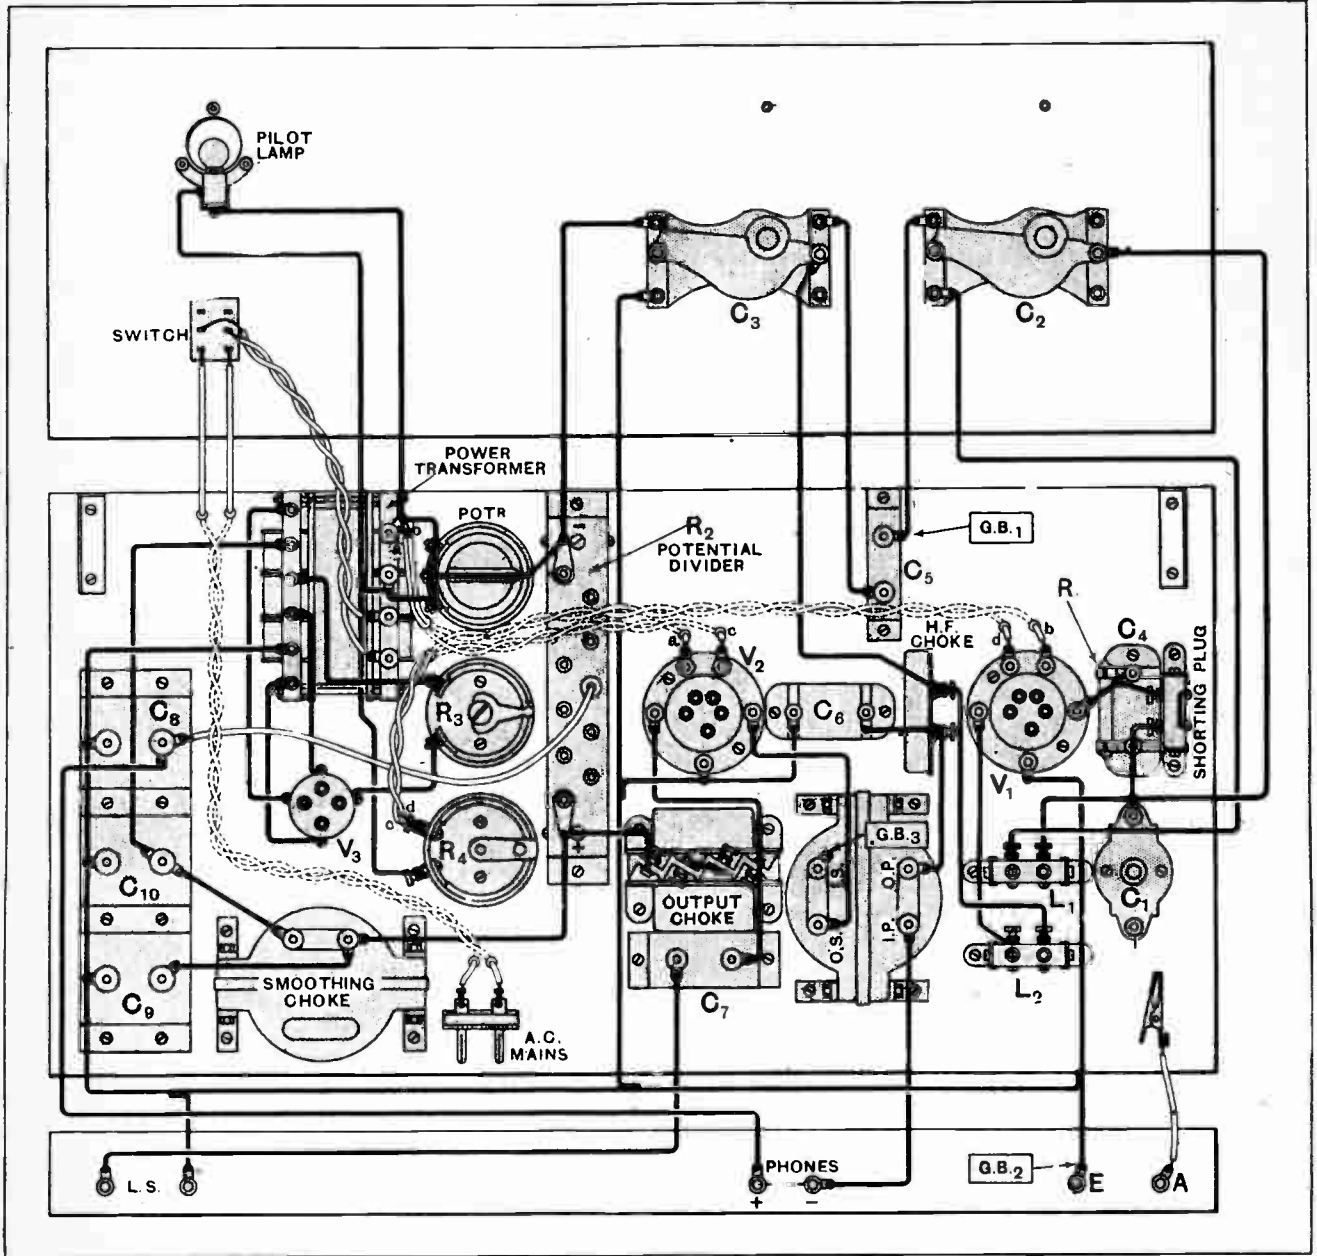 PILOT
LAMP
SWITCH
C3
C2
POWER
TRANSFORMER
POTR
R2
POTENTIAL
DIVIDER
G.B.1
C5
R.
H.F.
CHOKE
C4
SHORTING PLUG
a
c
V2
d
b
C8
R3
C6
V1
V3
d
c
R4
+
G.B.3
I.S.
O.P.
C10
OUTPUT
CHOKE
L1
C1
O.S.
I.P.
SMOOTHING
CHOKE
C9
C7
L2
A.C.
MAINS
L.S.
PHONES
+ −
G.B.2
E
A